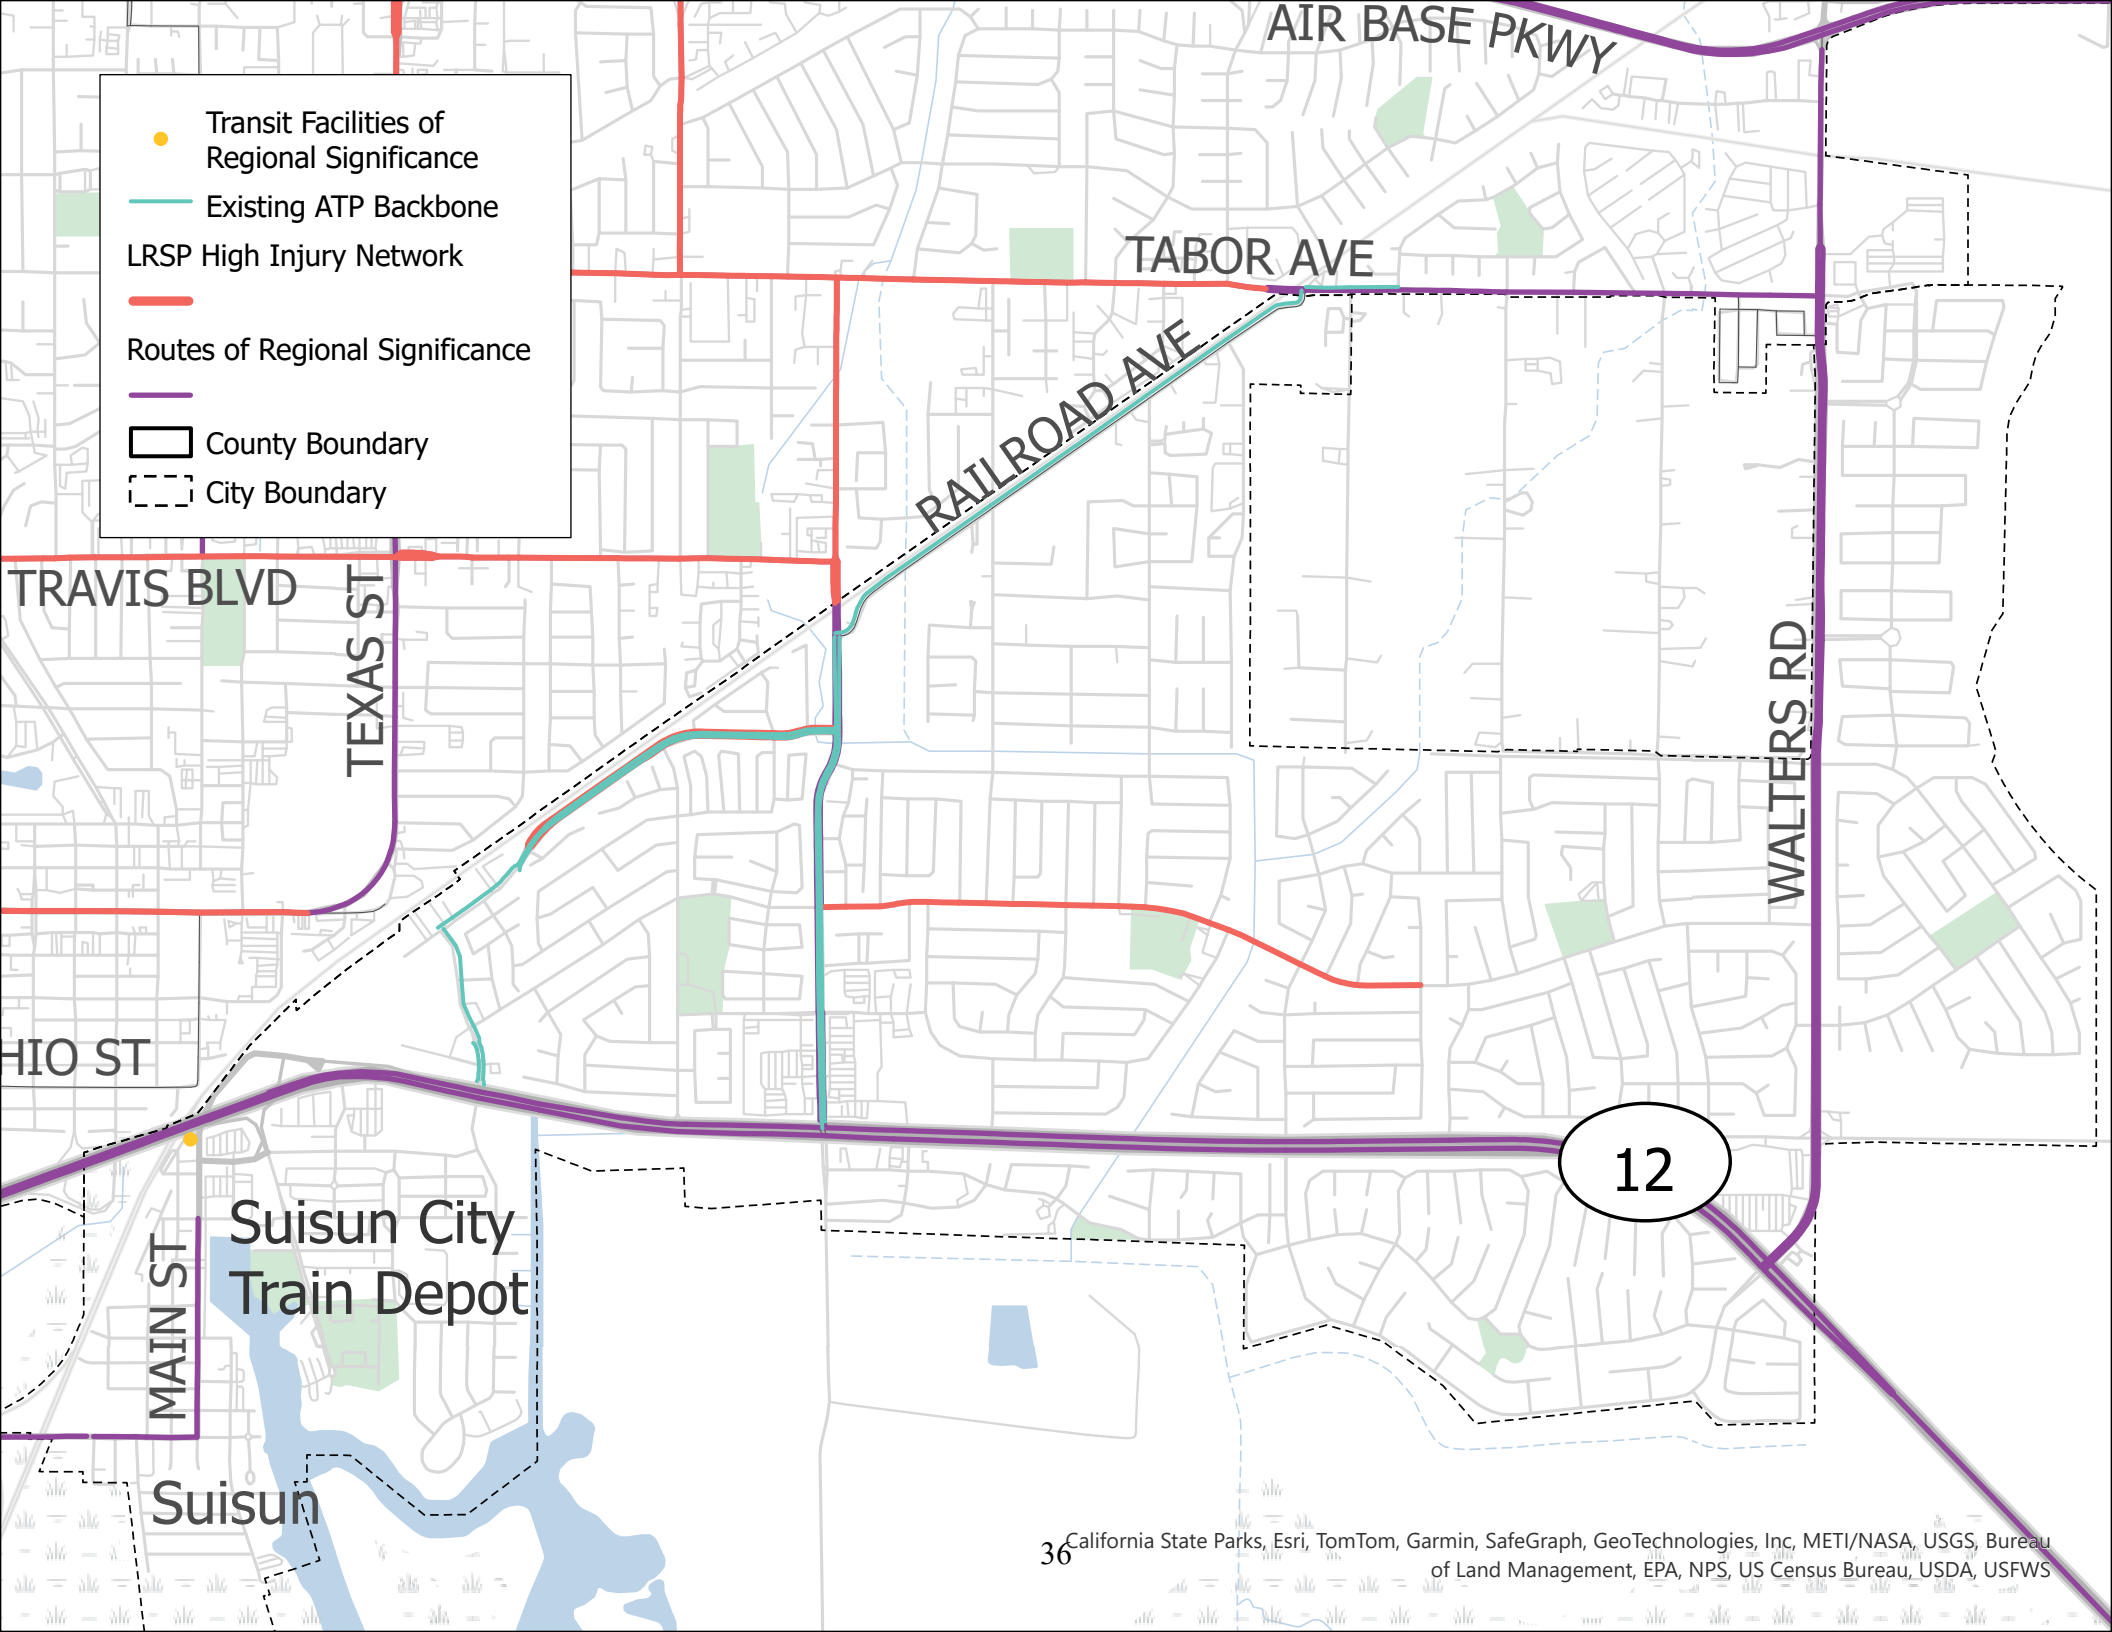 AIR BASE PKWY
Transit Facilities of
Regional Significance
Existing ATP Backbone
LRSP High Injury Network
Routes of Regional Significance
County Boundary
City Boundary
TABOR AVE
RAILROAD AVE
TRAVIS BLVD
TEXAS ST
WALTERS RD
HIO ST
12
Suisun City
Train Depot
MAIN ST
Suisun
36
California State Parks, Esri, TomTom, Garmin, SafeGraph, GeoTechnologies, Inc, METI/NASA, USGS, Bureau
of Land Management, EPA, NPS, US Census Bureau, USDA, USFWS